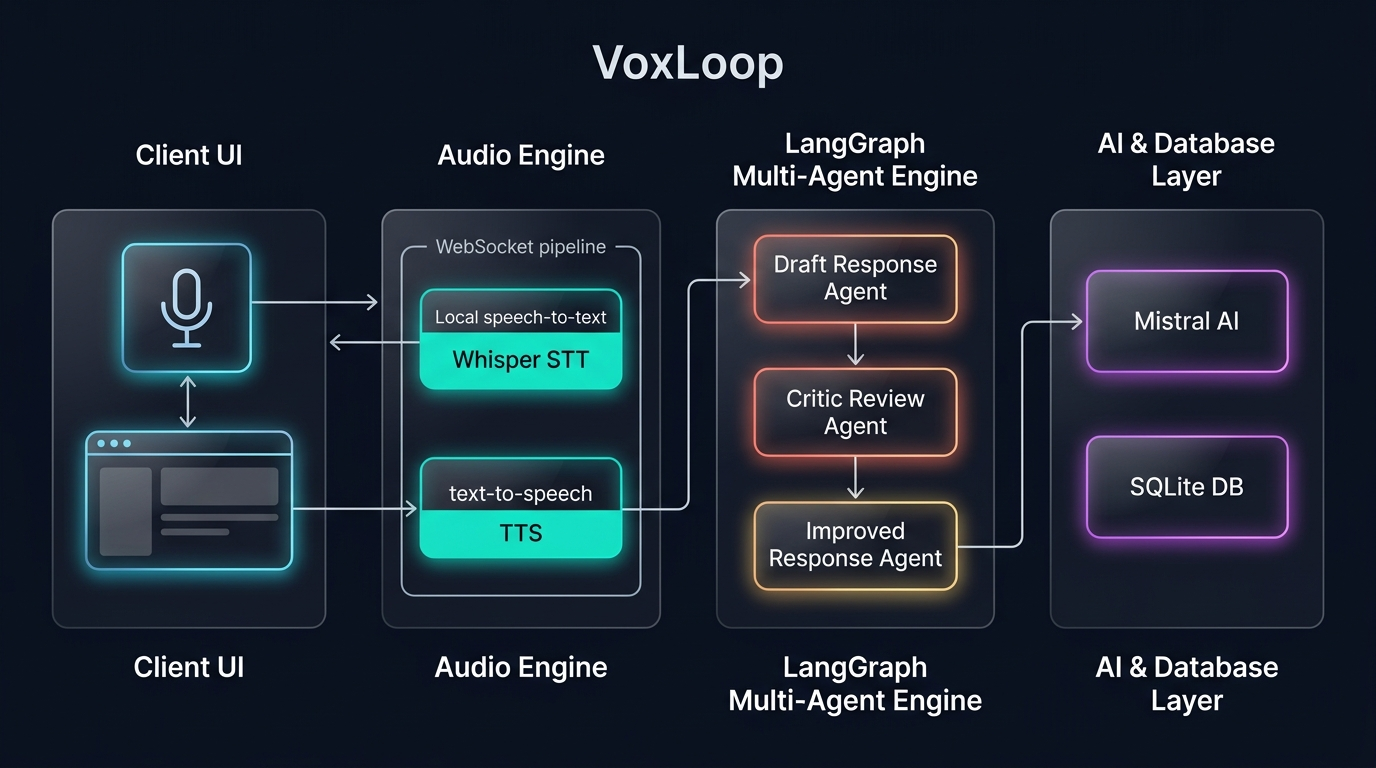 VoxLoop
Client UI
Audio Engine
LangGraph
Multi-Agent Engine
AI & Database
Layer
WebSocket pipeline
Local speech-to-text
Whisper STT
text-to-speech
TTS
Draft Response
Agent
Critic Review
Agent
Improved
Response Agent
Mistral AI
SQLite DB
Client UI
Audio Engine
LangGraph
Multi-Agent Engine
AI & Database
Layer